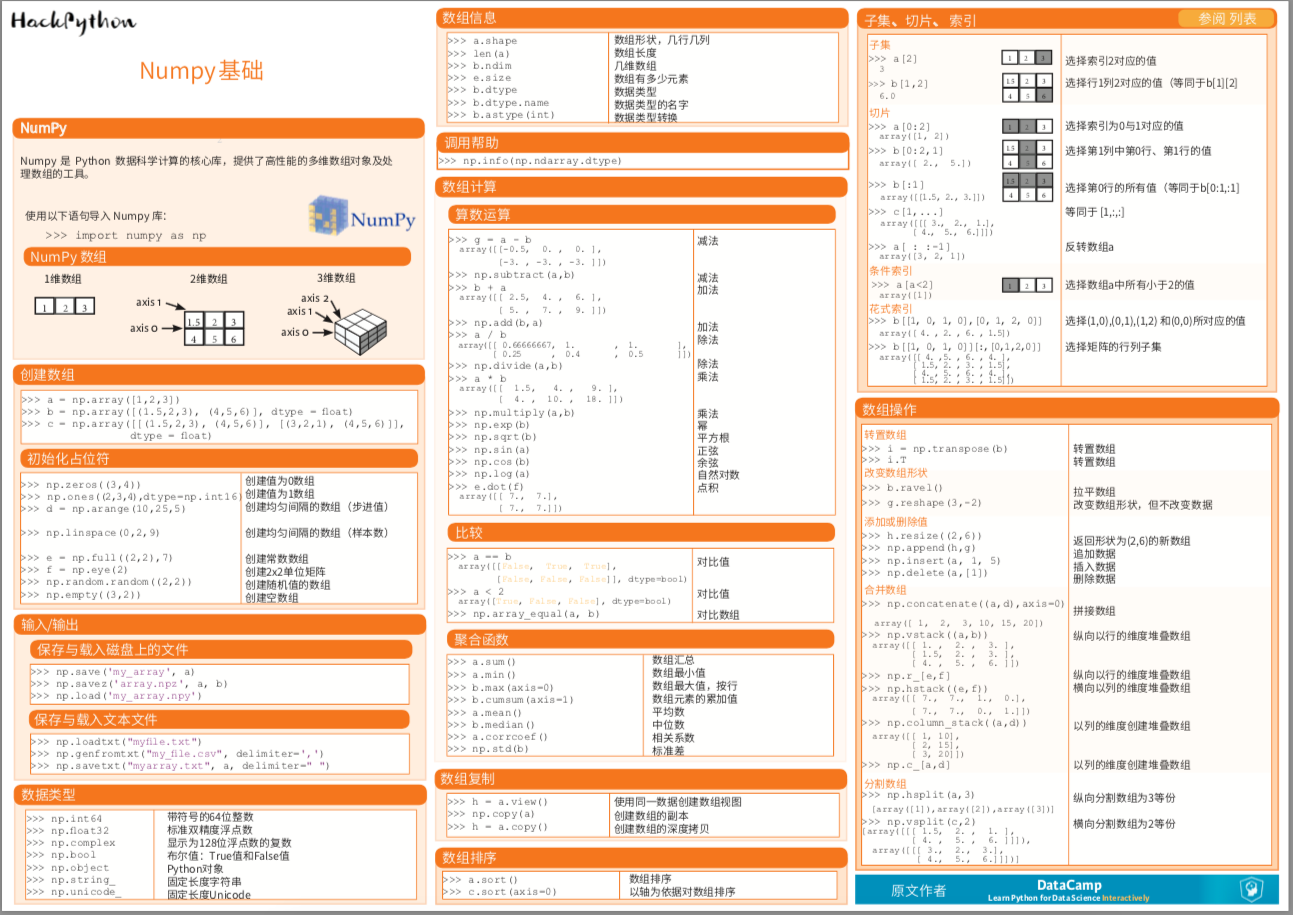 HackPython
Numpy基础
NumPy
Numpy 是 Python 数据科学计算的核心库，提供了高性能的多维数组对象及处
理数组的工具。
使用以下语句导入 Numpy 库：
>>> import numpy as np
NumPy
NumPy 数组
1维数组 2维数组 3维数组
1 2 3
axis 1
axis 0
1.5 2 3
4 5 6
axis 2
axis 1
axis 0
创建数组
>>> a = np.array([1,2,3])
>>> b = np.array([(1.5,2,3), (4,5,6)], dtype = float)
>>> c = np.array([[(1.5,2,3), (4,5,6)], [(3,2,1), (4,5,6)]],
dtype = float)
初始化占位符
>>> np.zeros((3,4)) 创建值为0数组
>>> np.ones((2,3,4),dtype=np.int16) 创建值为1数组
>>> d = np.arange(10,25,5) 创建均匀间隔的数组（步进值）
>>> np.linspace(0,2,9) 创建均匀间隔的数组（样本数）
>>> e = np.full((2,2),7) 创建常数数组
>>> f = np.eye(2) 创建2x2单位矩阵
>>> np.random.random((2,2)) 创建随机值的数组
>>> np.empty((3,2)) 创建空数组
输入/输出
保存与载入磁盘上的文件
>>> np.save('my_array', a)
>>> np.savez('array.npz', a, b)
>>> np.load('my_array.npy')
保存与载入文本文件
>>> np.loadtxt("myfile.txt")
>>> np.genfromtxt("my_file.csv", delimiter=',')
>>> np.savetxt("myarray.txt", a, delimiter=" ")
数据类型
>>> np.int64 带符号的64位整数
>>> np.float32 标准双精度浮点数
>>> np.complex 显示为128位浮点数的复数
>>> np.bool 布尔值：True值和False值
>>> np.object Python对象
>>> np.string_ 固定长度字符串
>>> np.unicode_ 固定长度Unicode
数组信息
>>> a.shape 数组形状，几行几列
>>> len(a) 数组长度
>>> b.ndim 几维数组
>>> e.size 数组有多少元素
>>> b.dtype 数据类型
>>> b.dtype.name 数据类型的名字
>>> b.astype(int) 数据类型转换
调用帮助
>>> np.info(np.ndarray.dtype)
数组计算
算数运算
>>> g = a - b 减法
array([[-0.5, 0. , 0. ],
[-3. , -3. , -3. ]])
>>> np.subtract(a,b) 减法
>>> b + a 加法
array([[ 2.5, 4. , 6. ],
[ 5. , 7. , 9. ]])
>>> np.add(b,a) 加法
>>> a / b 除法
array([[ 0.66666667, 1. , 1. ],
[ 0.25 , 0.4 , 0.5 ]])
>>> np.divide(a,b) 除法
>>> a * b 乘法
array([[ 1.5, 4. , 9. ],
[ 4. , 10. , 18. ]])
>>> np.multiply(a,b) 乘法
>>> np.exp(b) 幂
>>> np.sqrt(b) 平方根
>>> np.sin(a) 正弦
>>> np.cos(b) 余弦
>>> np.log(a) 自然对数
>>> e.dot(f) 点积
array([[ 7., 7.],
[ 7., 7.]])
比较
>>> a == b 对比值
array([[False, True, True],
[False, False, False]], dtype=bool)
>>> a < 2 对比值
array([True, False, False], dtype=bool)
>>> np.array_equal(a, b) 对比数组
聚合函数
>>> a.sum() 数组汇总
>>> a.min() 数组最小值
>>> b.max(axis=0) 数组最大值，按行
>>> b.cumsum(axis=1) 数组元素的累加值
>>> a.mean() 平均数
>>> b.median() 中位数
>>> a.corrcoef() 相关系数
>>> np.std(b) 标准差
数组复制
>>> h = a.view() 使用同一数据创建数组视图
>>> np.copy(a) 创建数组的副本
>>> h = a.copy() 创建数组的深度拷贝
数组排序
>>> a.sort() 数组排序
>>> c.sort(axis=0) 以轴为依据对数组排序
子集、切片、索引 参阅 列表
子集
>>> a[2] 1 2 3 选择索引2对应的值
3
>>> b[1,2] 1.5 2 3 选择行1列2对应的值（等同于b[1][2]
6.0 4 5 6
切片
>>> a[0:2] 1 2 3 选择索引为0与1对应的值
array([1, 2])
>>> b[0:2,1] 1.5 2 3 选择第1列中第0行、第1行的值
array([ 2., 5.]) 4 5 6
>>> b[:1] 1.5 2 3 选择第0行的所有值（等同于b[0:1,:1]
array([[1.5, 2., 3.]]) 4 5 6
>>> c[1,...] 等同于 [1,:,:]
array([[[ 3., 2., 1.],
[ 4., 5., 6.]]])
>>> a[ : :-1] 反转数组a
array([3, 2, 1])
条件索引
>>> a[a<2] 1 2 3 选择数组a中所有小于2的值
array([1])
花式索引
>>> b[[1, 0, 1, 0],[0, 1, 2, 0]] 选择(1,0),(0,1),(1,2) 和(0,0)所对应的值
array([ 4. , 2. , 6. , 1.5])
>>> b[[1, 0, 1, 0]][:,[0,1,2,0]] 选择矩阵的行列子集
array([[ 4. ,5. , 6. , 4. ],
[ 1.5, 2. , 3. , 1.5],
[ 4. , 5. , 6. , 4. ],
[ 1.5, 2. , 3. , 1.5]])
数组操作
转置数组
>>> i = np.transpose(b) 转置数组
>>> i.T 转置数组
改变数组形状
>>> b.ravel() 拉平数组
>>> g.reshape(3,-2) 改变数组形状，但不改变数据
添加或删除值
>>> h.resize((2,6)) 返回形状为(2,6)的新数组
>>> np.append(h,g) 追加数据
>>> np.insert(a, 1, 5) 插入数据
>>> np.delete(a,[1]) 删除数据
合并数组
>>> np.concatenate((a,d),axis=0) 拼接数组
array([ 1, 2, 3, 10, 15, 20])
>>> np.vstack((a,b)) 纵向以行的维度堆叠数组
array([[ 1. , 2. , 3. ],
[ 1.5, 2. , 3. ],
[ 4. , 5. , 6. ]])
>>> np.r_[e,f] 纵向以行的维度堆叠数组
>>> np.hstack((e,f)) 横向以列的维度堆叠数组
array([[ 7., 7., 1., 0.],
[ 7., 7., 0., 1.]])
>>> np.column_stack((a,d)) 以列的维度创建堆叠数组
array([[ 1, 10],
[ 2, 15],
[ 3, 20]])
>>> np.c_[a,d] 以列的维度创建堆叠数组
分割数组
>>> np.hsplit(a,3) 纵向分割数组为3等份
[array([1]),array([2]),array([3])]
>>> np.vsplit(c,2) 横向分割数组为2等份
[array([[[ 1.5, 2. , 1. ],
[ 4. , 5. , 6. ]]]),
array([[[ 3., 2., 3.],
[ 4., 5., 6.]]])]
原文作者
DataCamp
Learn Python for Data Science Interactively